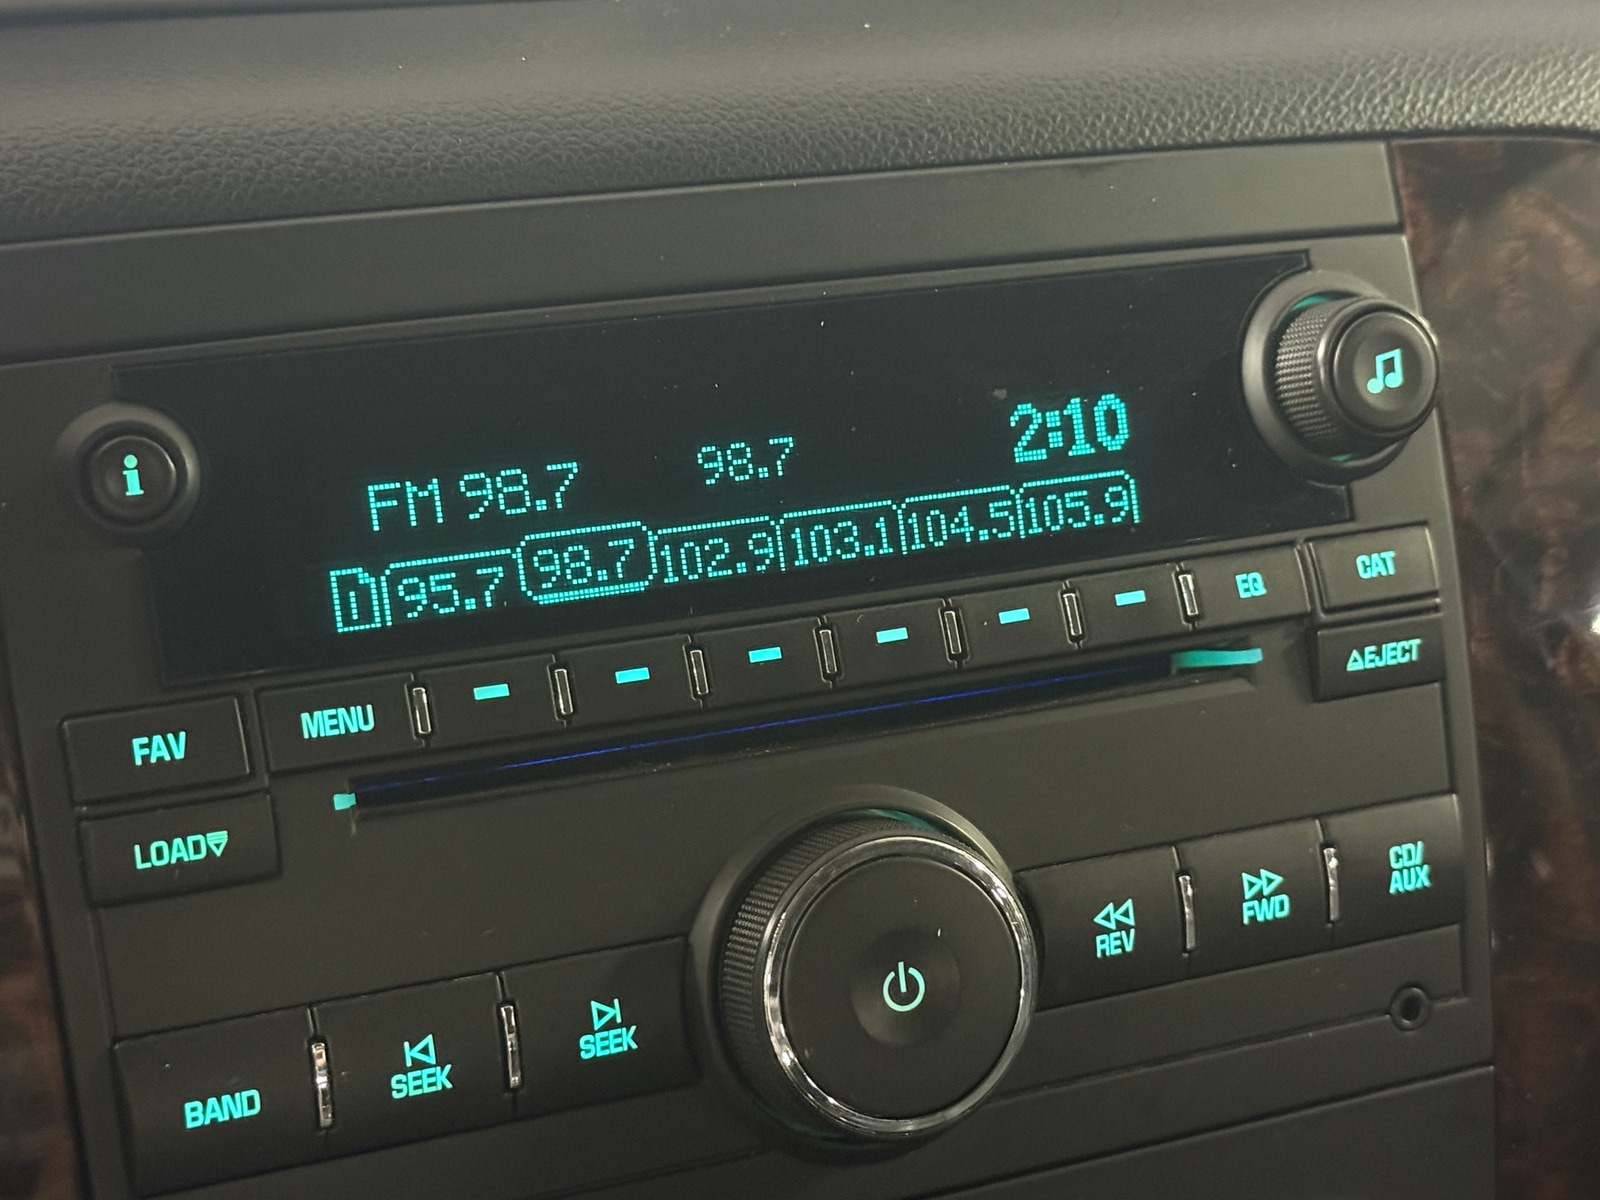 i
FM 98.7 98.7 2:10
1 95.7 98.7 102.9 103.1 104.5 105.9
FAV MENU EQ CAT
LOAD EJECT
BAND SEEK SEEK REV FWD CD/
AUX